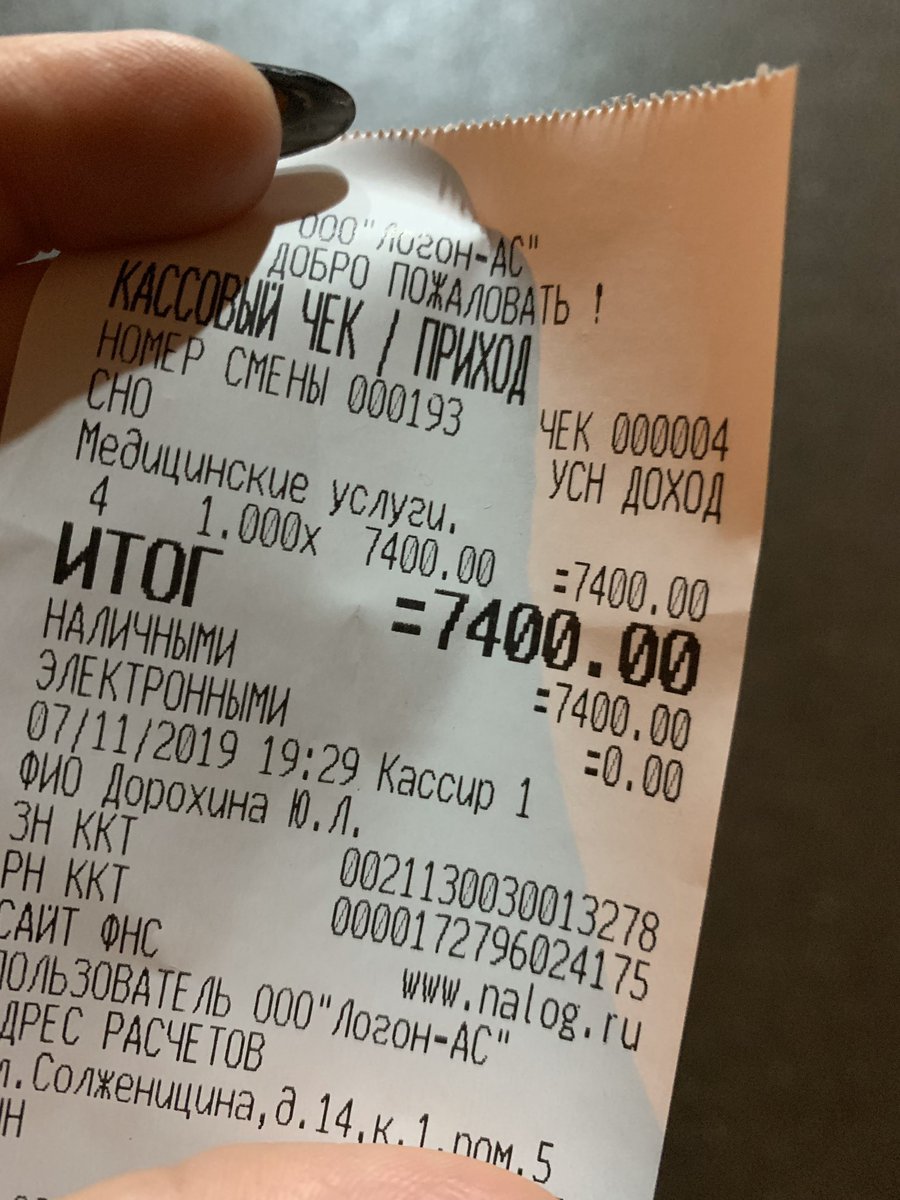 ООО"Логон-АС"
ДОБРО ПОЖАЛОВАТЬ !
КАССОВЫЙ ЧЕК / ПРИХОД
НОМЕР СМЕНЫ 000193 ЧЕК 000004
СНО УСН ДОХОД
Медицинские услуги.
4 1.000x 7400.00 =7400.00
ИТОГ =7400.00
НАЛИЧНЫМИ =7400.00
ЭЛЕКТРОННЫМИ =0.00
07/11/2019 19:29 Кассир 1
ФИО Дорохина Ю.Л.
ЗН ККТ 0021130030013278
РН ККТ 0000172796024175
САЙТ ФНС www.nalog.ru
ПОЛЬЗОВАТЕЛЬ ООО"Логон-АС"
АДРЕС РАСЧЕТОВ
л.Солженицина,д.14,к.1,пом.5